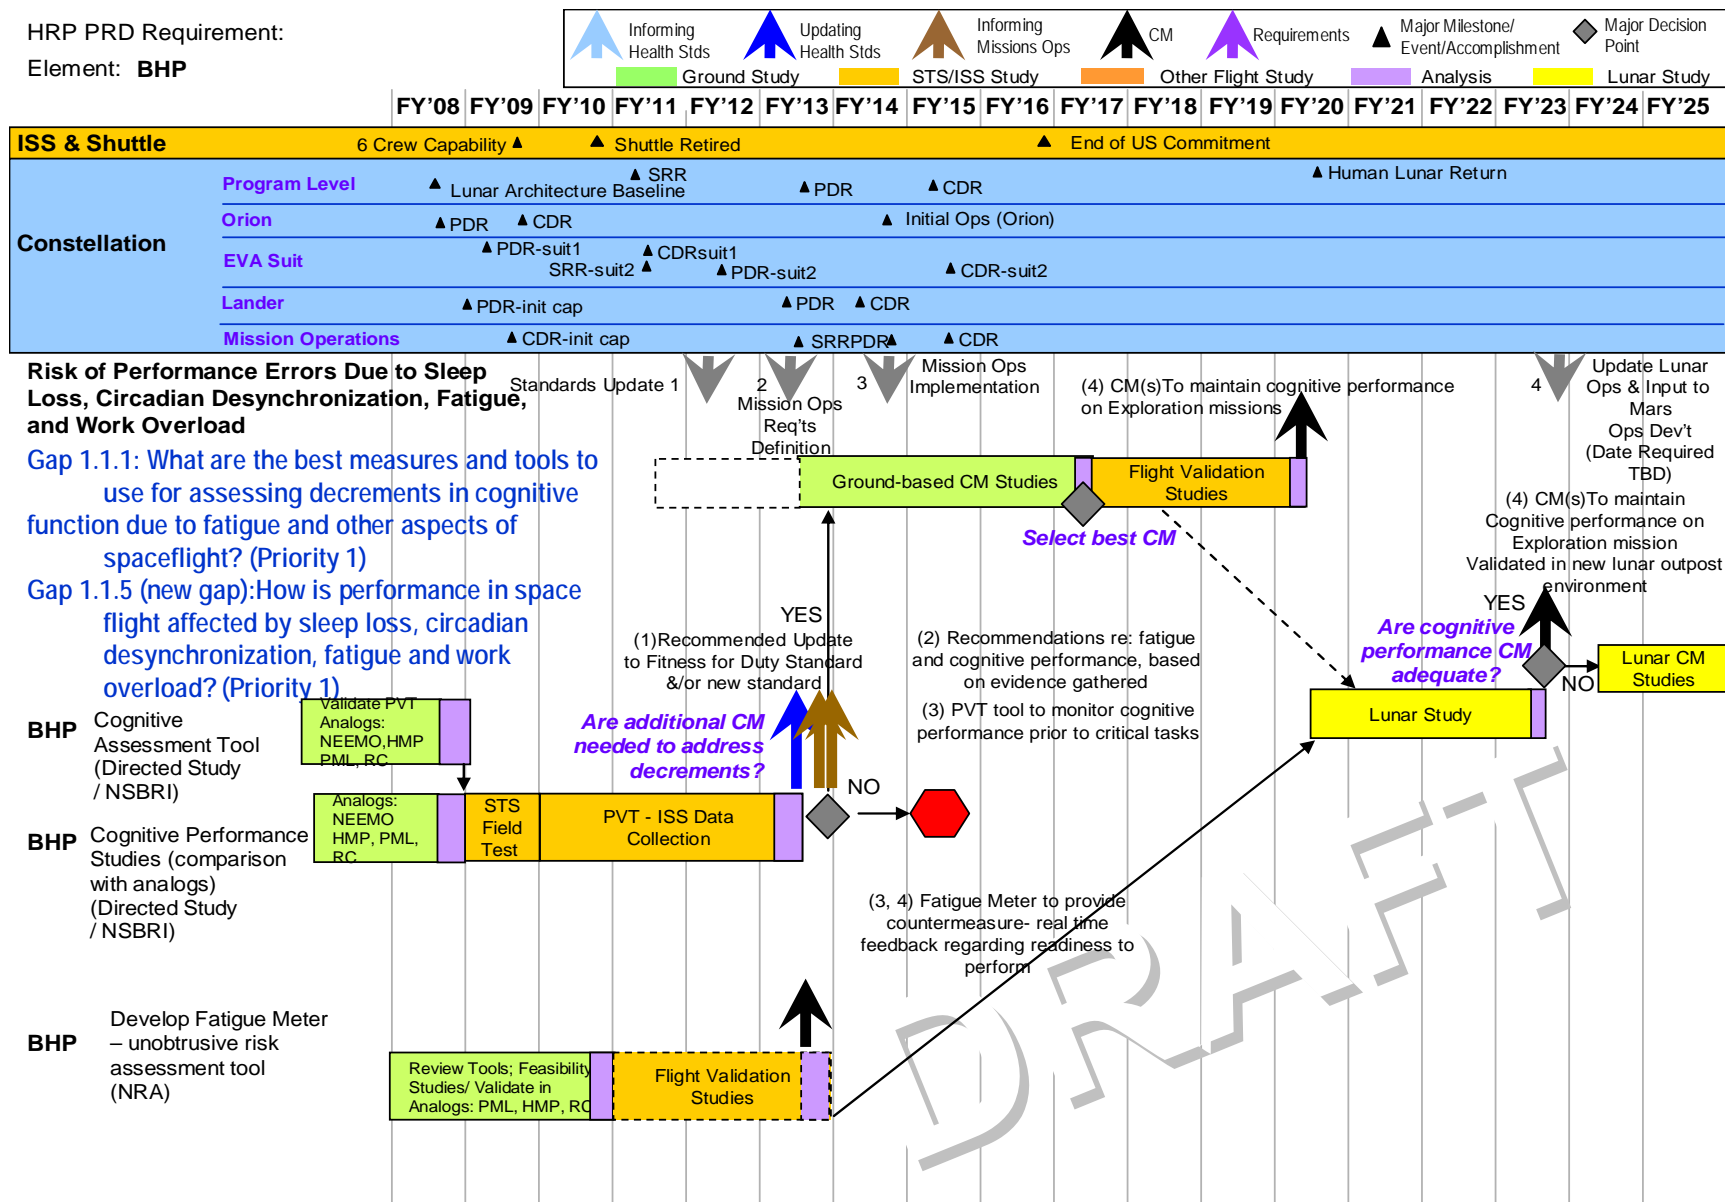 HRP PRD Requirement:
Element: BHP
Informing
Health Stds
Updating
Health Stds
Informing
Missions Ops
CM
Requirements
Major Milestone/
Event/Accomplishment
Major Decision
Point
Ground Study
STS/ISS Study
Other Flight Study
Analysis
Lunar Study
FY'08 FY'09 FY'10 FY'11 FY'12 FY'13 FY'14 FY'15 FY'16 FY'17 FY'18 FY'19 FY'20 FY'21 FY'22 FY'23 FY'24 FY'25
ISS & Shuttle
6 Crew Capability
Shuttle Retired
End of US Commitment
Constellation
Program Level
Lunar Architecture Baseline
SRR
PDR
CDR
Human Lunar Return
Orion
PDR
CDR
Initial Ops (Orion)
EVA Suit
PDR-suit1
CDRsuit1
SRR-suit2
PDR-suit2
CDR-suit2
Lander
PDR-init cap
PDR
CDR
Mission Operations
CDR-init cap
SRR
PDR
CDR
Risk of Performance Errors Due to Sleep
Loss, Circadian Desynchronization, Fatigue,
and Work Overload
Standards Update 1
2
Mission Ops
Req'ts
Definition
3
Mission Ops
Implementation
(4) CM(s)To maintain cognitive performance
on Exploration missions
4
Update Lunar
Ops & Input to
Mars
Ops Dev't
(Date Required
TBD)
Gap 1.1.1: What are the best measures and tools to
use for assessing decrements in cognitive
function due to fatigue and other aspects of
spaceflight? (Priority 1)
Gap 1.1.5 (new gap):How is performance in space
flight affected by sleep loss, circadian
desynchronization, fatigue and work
overload? (Priority 1)
Ground-based CM Studies
Flight Validation
Studies
Select best CM
(4) CM(s)To maintain
Cognitive performance on
Exploration mission
Validated in new lunar outpost
environment
YES
(1)Recommended Update
to Fitness for Duty Standard
&/or new standard
(2) Recommendations re: fatigue
and cognitive performance, based
on evidence gathered
(3) PVT tool to monitor cognitive
performance prior to critical tasks
YES
Are cognitive
performance CM
adequate?
NO
Lunar CM
Studies
Lunar Study
BHP
Cognitive
Assessment Tool
(Directed Study
/ NSBRI)
Validate PVT
Analogs:
NEEMO,HMP
PML, RC
Are additional CM
needed to address
decrements?
NO
BHP
Cognitive Performance
Studies (comparison
with analogs)
(Directed Study
/ NSBRI)
Analogs:
NEEMO
HMP, PML,
RC
STS
Field
Test
PVT - ISS Data
Collection
(3, 4) Fatigue Meter to provide
countermeasure- real time
feedback regarding readiness to
perform
BHP
Develop Fatigue Meter
– unobtrusive risk
assessment tool
(NRA)
Review Tools; Feasibility
Studies/ Validate in
Analogs: PML, HMP, RC
Flight Validation
Studies
DRAFT